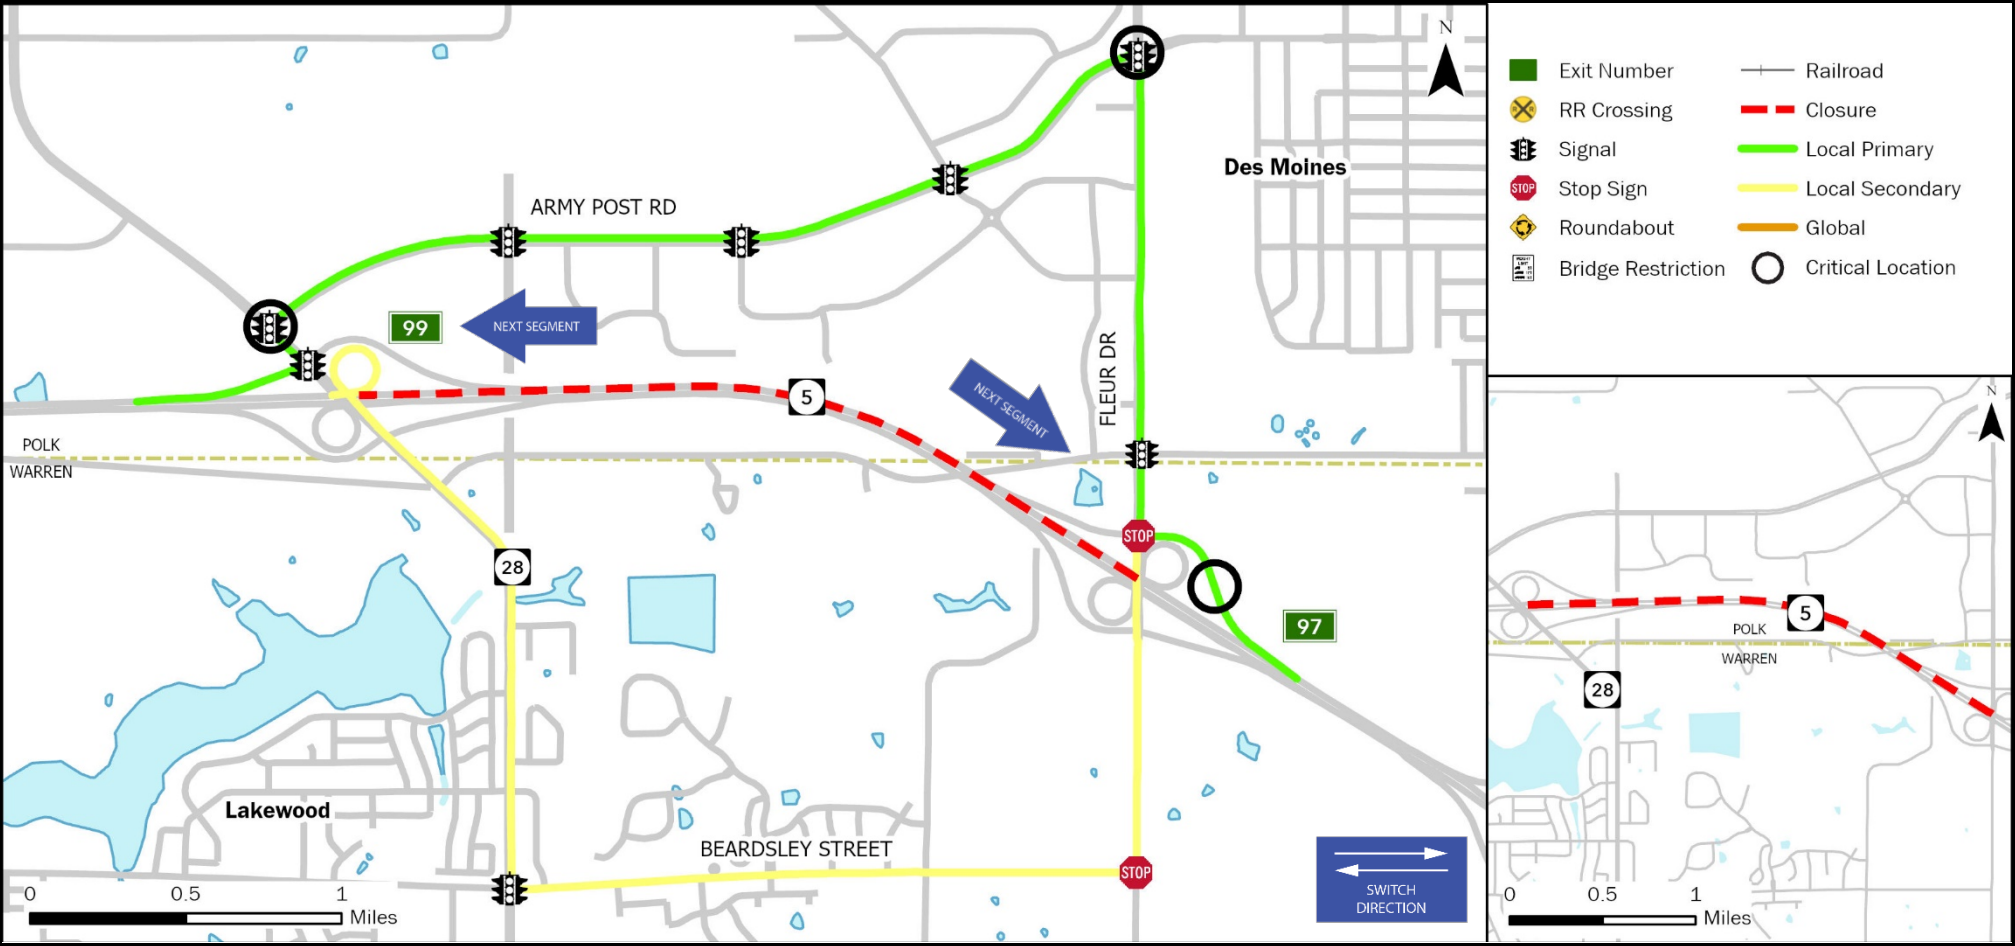 N
Des Moines
ARMY POST RD
99
NEXT SEGMENT
5
NEXT SEGMENT
FLEUR DR
POLK
WARREN
STOP
28
97
Lakewood
BEARDSLEY STREET
STOP
0 0.5 1
Miles
SWITCH
DIRECTION
Exit Number
Railroad
RR Crossing
Closure
Signal
Local Primary
STOP
Stop Sign
Local Secondary
Roundabout
Global
Bridge Restriction
Critical Location
N
5
POLK
WARREN
28
0 0.5 1
Miles